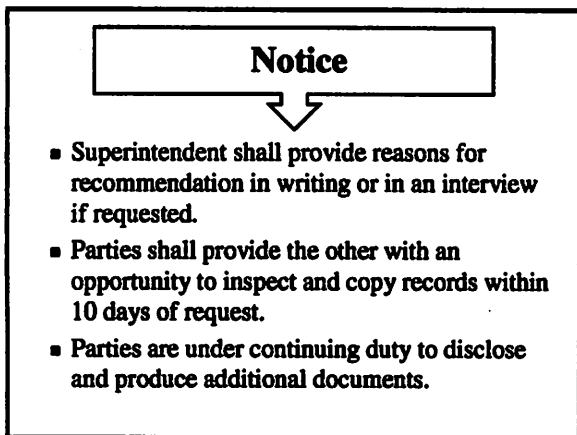 Notice
▪ Superintendent shall provide reasons for
recommendation in writing or in an interview
if requested.
▪ Parties shall provide the other with an
opportunity to inspect and copy records within
10 days of request.
▪ Parties are under continuing duty to disclose
and produce additional documents.